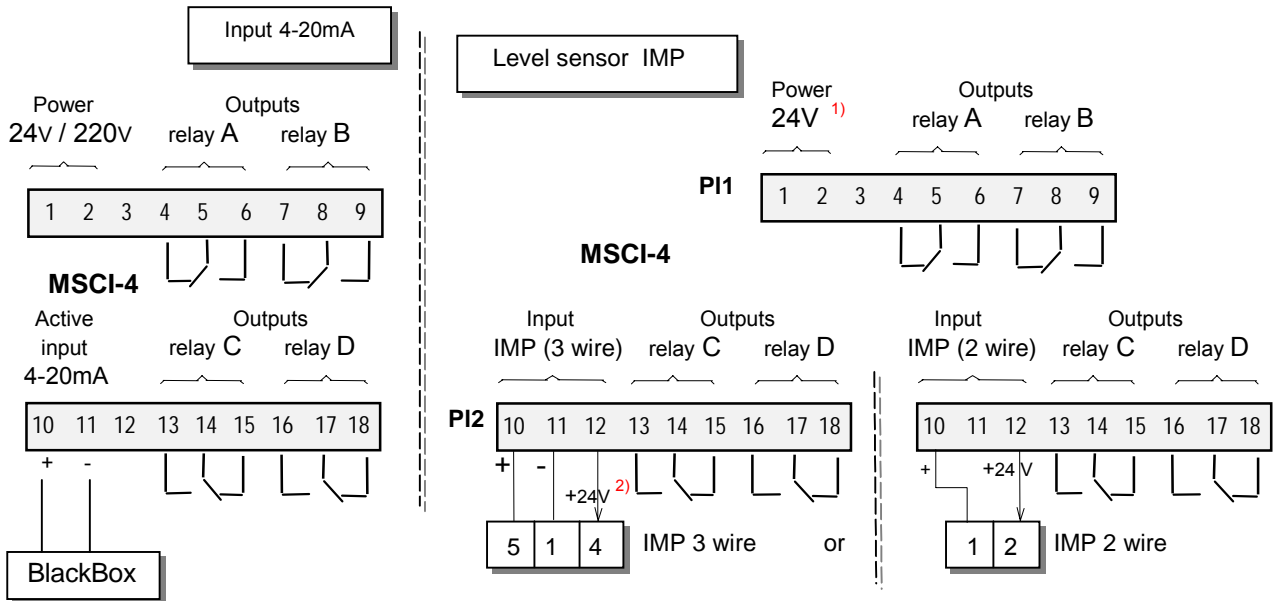 Input 4-20mA
Power
24V / 220V
Outputs
relay A relay B
1 2 3 4 5 6 7 8 9
MSCI-4
Active
input
4-20mA
Outputs
relay C relay D
10 11 12 13 14 15 16 17 18
+ -
BlackBox
Level sensor IMP
Power
24V 1)
Outputs
relay A relay B
PI1
1 2 3 4 5 6 7 8 9
MSCI-4
Input
IMP (3 wire)
Outputs
relay C relay D
PI2
10 11 12 13 14 15 16 17 18
+ -
+24V 2)
5 1 4
IMP 3 wire or
Input
IMP (2 wire)
Outputs
relay C relay D
10 11 12 13 14 15 16 17 18
+ +24 V
1 2
IMP 2 wire